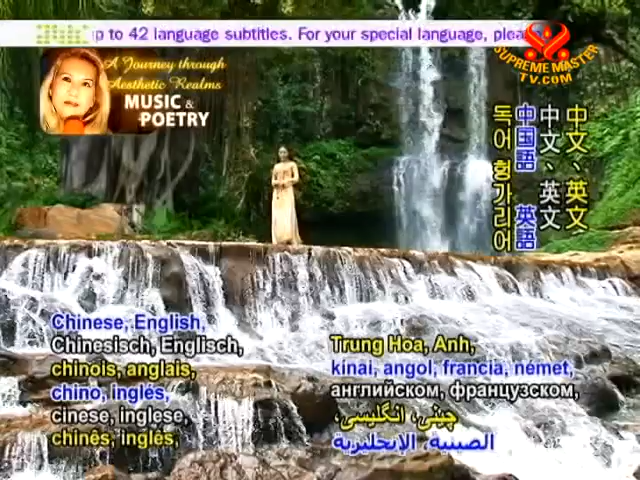 p to 42 language subtitles. For your special language, plea
SUPREME MASTER
TV.COM
A Journey through
Aesthetic Realms
MUSIC &
POETRY
中文、英文
中文、英文
中国語 英語
독어 헝가리어
Chinese, English,
Chinesisch, Englisch,
chinois, anglais,
chino, inglés,
cinese, inglese,
chinês, inglês,
Trung Hoa, Anh,
kínai, angol, francia, német,
английском, французском,
چینی، انگلیسی،
الصينية، الإنجليزية